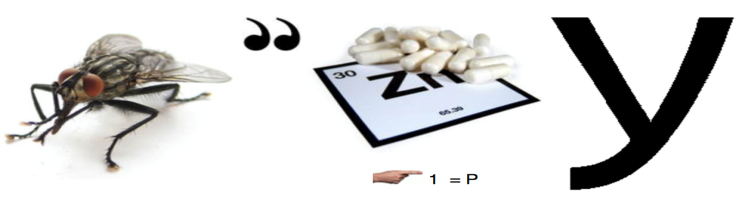 ,,
30
Zn
65.39
1 = P
y